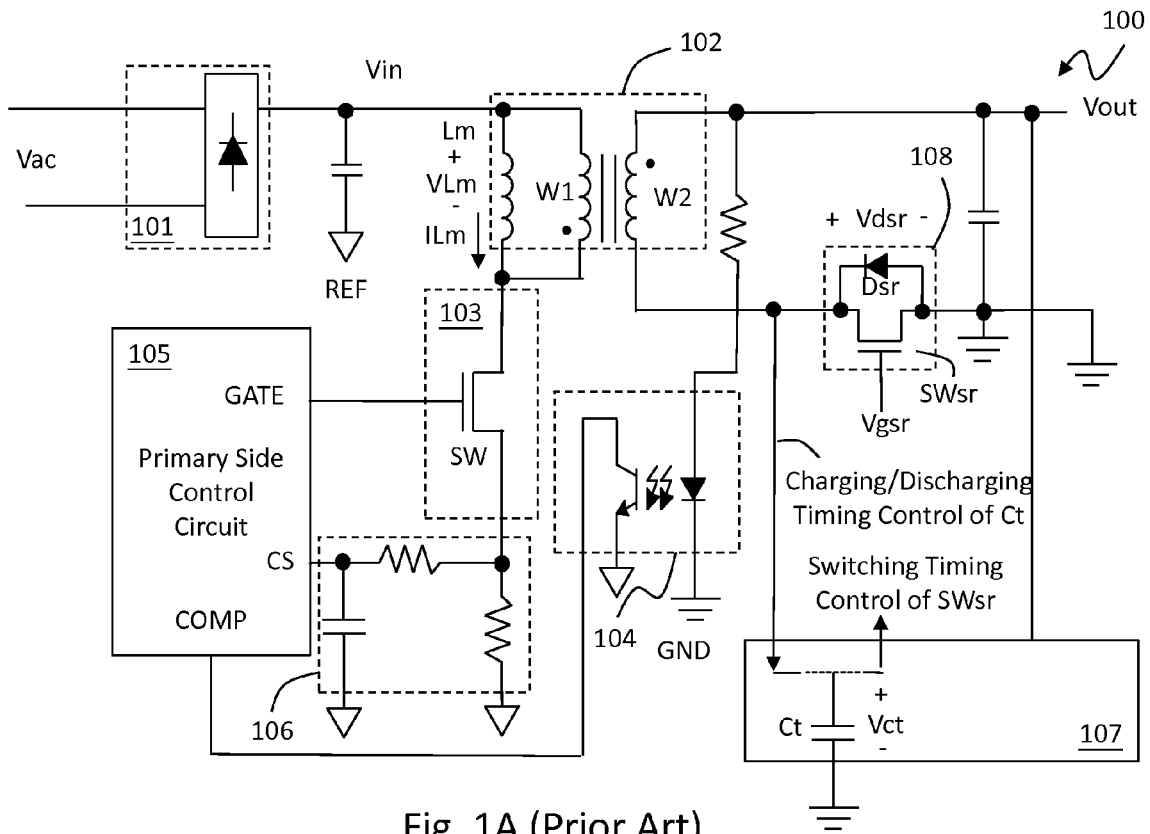 100
102
Vin
Vout
Lm
+
VLm
-
ILm
W1
W2
Vac
108
+ Vdsr -
Dsr
101
REF
103
105
SWsr
GATE
Vgsr
SW
Primary Side
Control
Circuit
Charging/Discharging
Timing Control of Ct
CS
Switching Timing
Control of SWsr
COMP
104
GND
106
+
Ct
Vct
-
107
Fig. 1A (Prior Art)